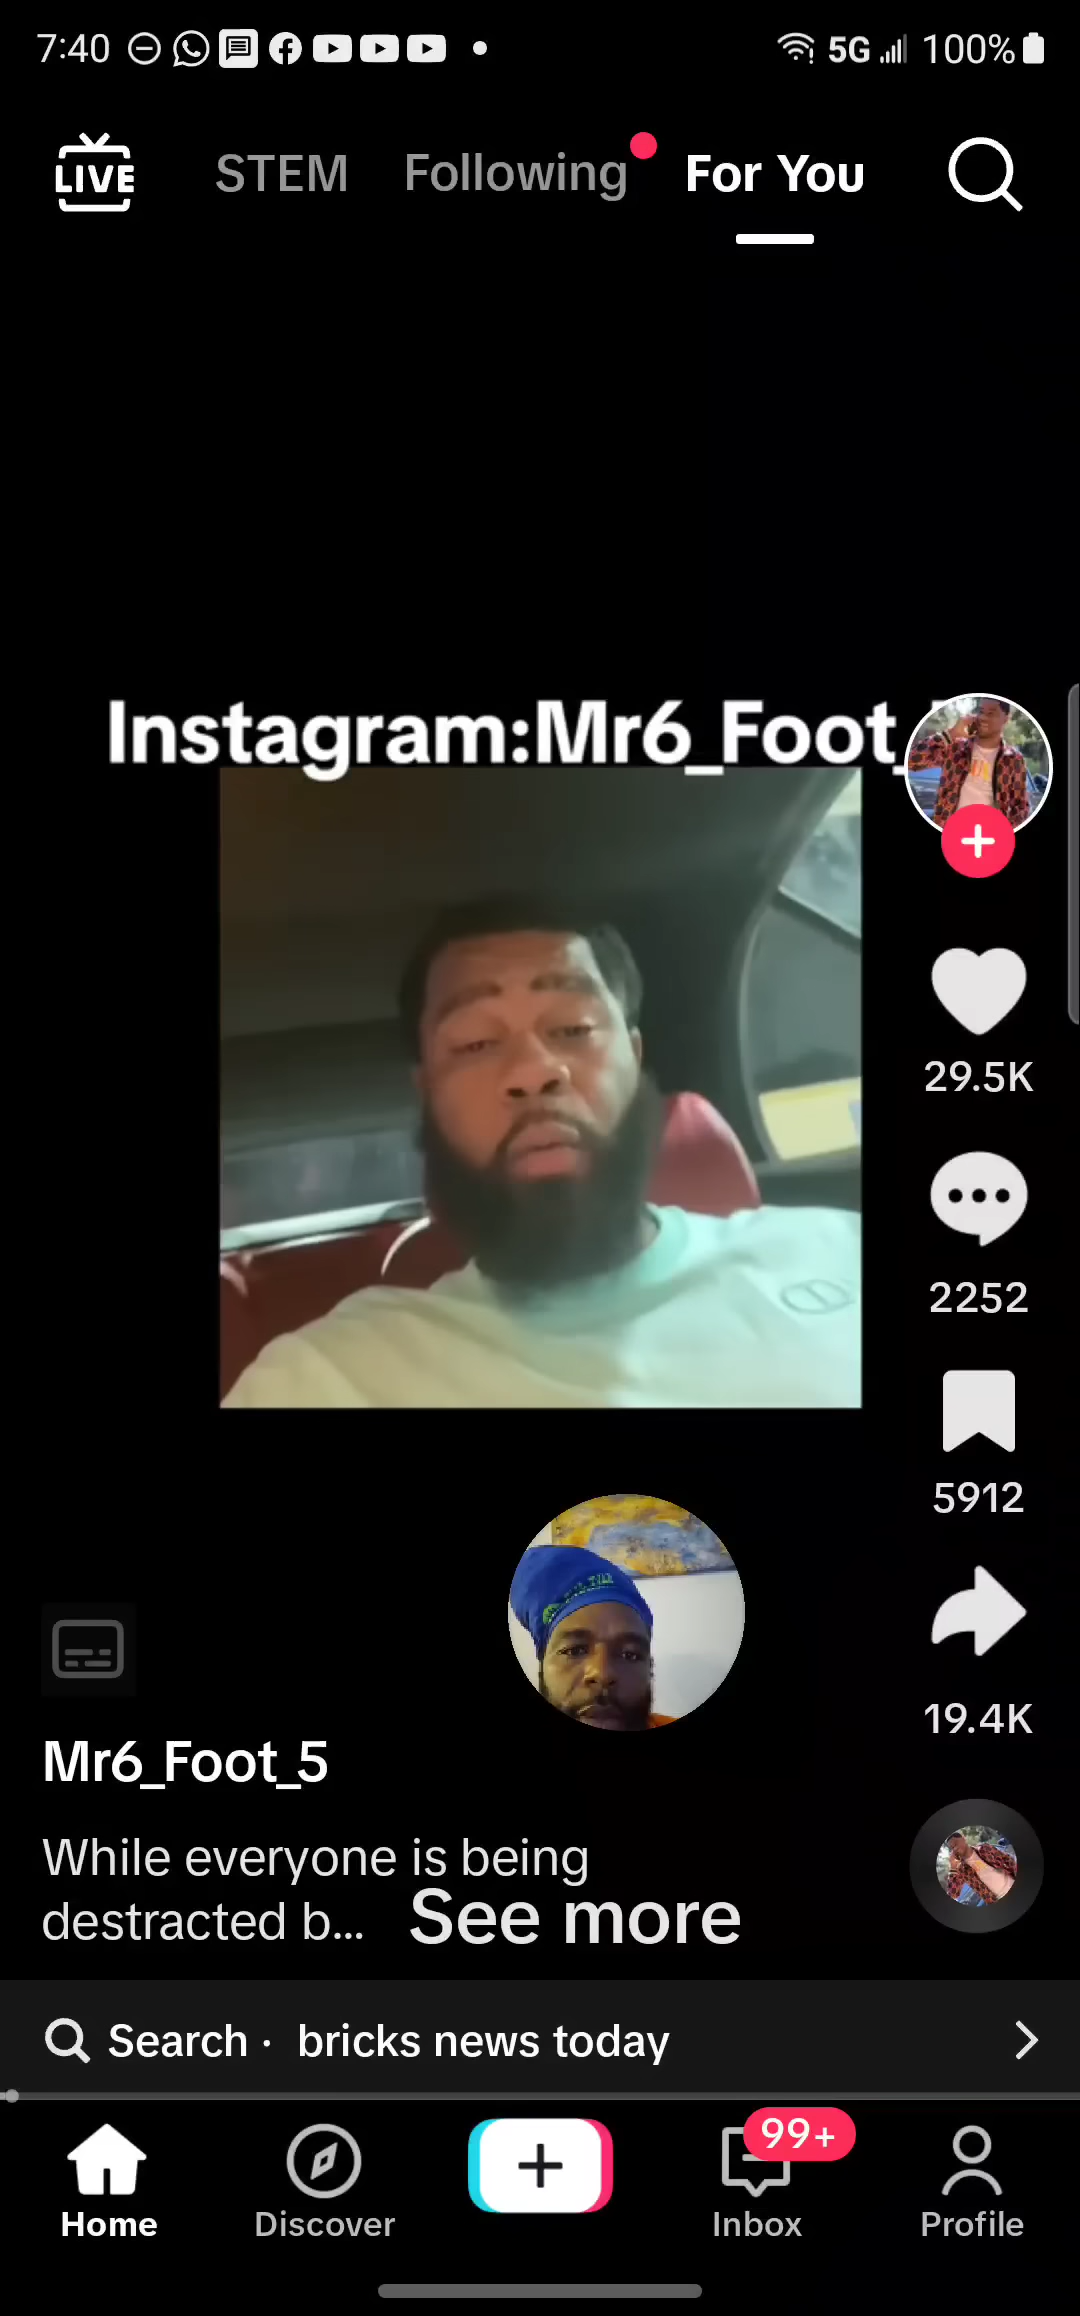 7:40 5G 100%
LIVE STEM Following For You
Instagram:Mr6_Foot_
29.5K
2252
5912
19.4K
Mr6_Foot_5
While everyone is being
destracted b... See more
Search · bricks news today
99+
Home Discover Inbox Profile